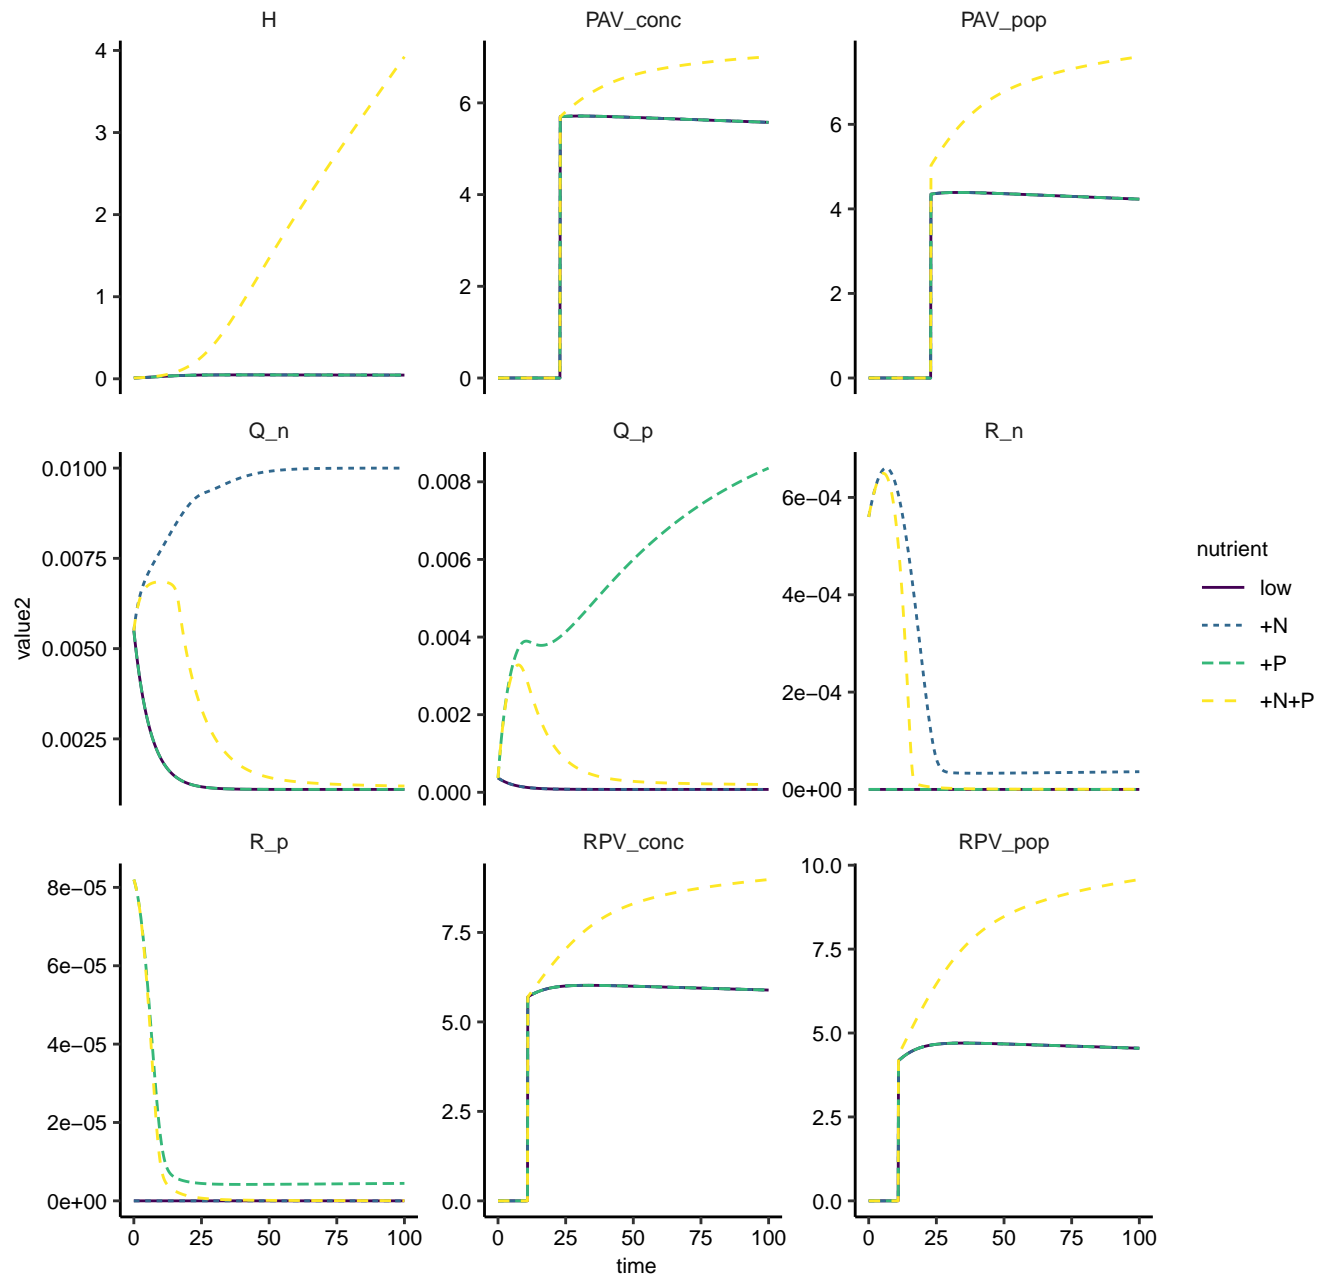 H
PAV_conc
PAV_pop
4
3
2
1
0
6
4
2
0
6
4
2
0
Q_n
Q_p
R_n
0.0100
0.0075
0.0050
0.0025
0.008
0.006
0.004
0.002
0.000
6e−04
4e−04
2e−04
0e+00
R_p
RPV_conc
RPV_pop
8e−05
6e−05
4e−05
2e−05
0e+00
7.5
5.0
2.5
0.0
10.0
7.5
5.0
2.5
0.0
0 25 50 75 100
0 25 50 75 100
0 25 50 75 100
time
value2
nutrient
low
+N
+P
+N+P